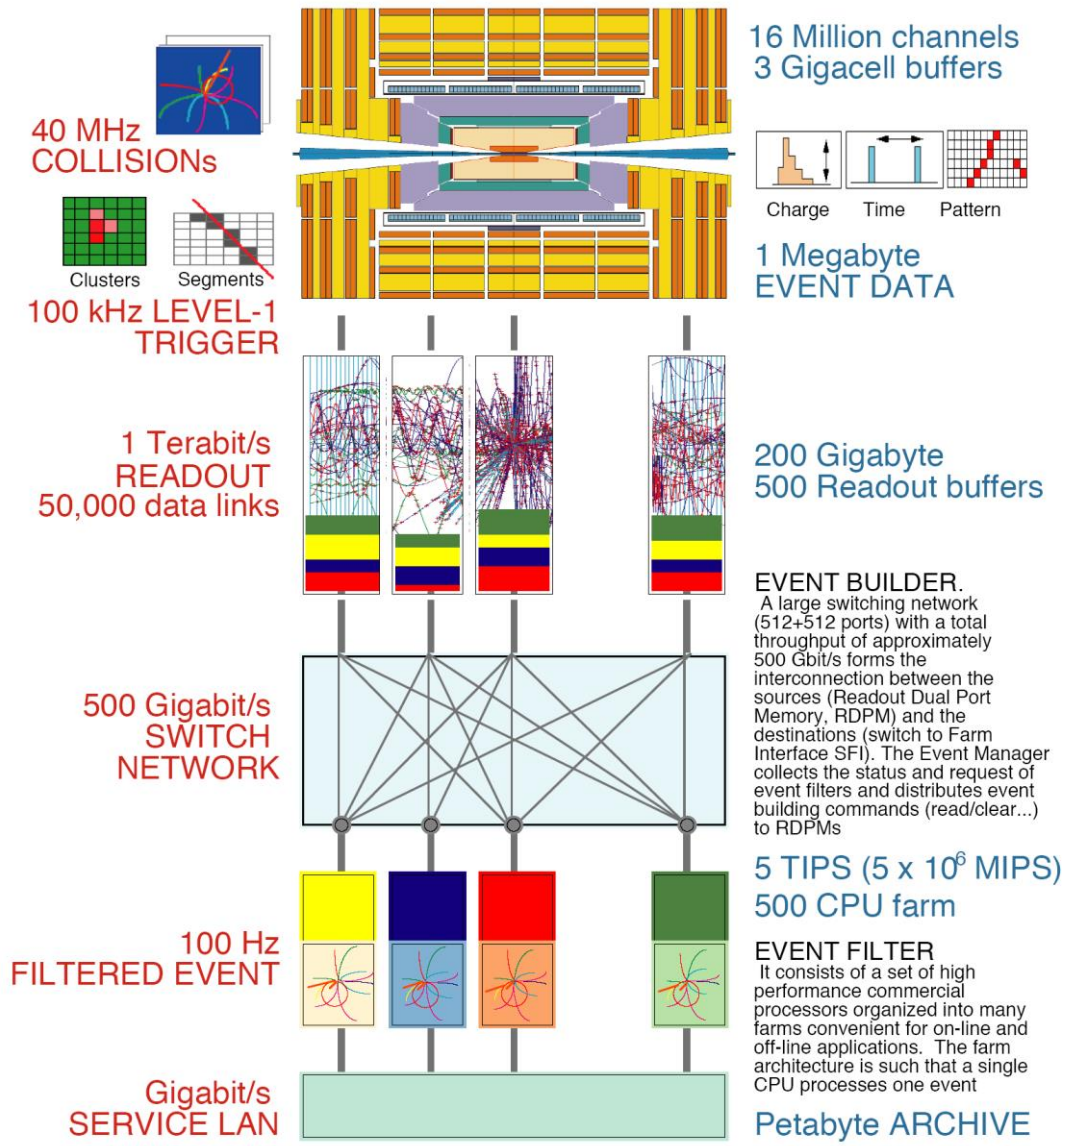 16 Million channels
3 Gigacell buffers
40 MHz
COLLISIONs
Charge Time Pattern
Clusters Segments
1 Megabyte
EVENT DATA
100 kHz LEVEL-1
TRIGGER
1 Terabit/s
READOUT
50,000 data links
200 Gigabyte
500 Readout buffers
EVENT BUILDER.
A large switching network
(512+512 ports) with a total
throughput of approximately
500 Gbit/s forms the
interconnection between the
sources (Readout Dual Port
Memory, RDPM) and the
destinations (switch to Farm
Interface SFI). The Event Manager
collects the status and request of
event filters and distributes event
building commands (read/clear...)
to RDPMs
500 Gigabit/s
SWITCH
NETWORK
5 TIPS (5 x 10⁶ MIPS)
500 CPU farm
100 Hz
FILTERED EVENT
EVENT FILTER
It consists of a set of high
performance commercial
processors organized into many
farms convenient for on-line and
off-line applications. The farm
architecture is such that a single
CPU processes one event
Gigabit/s
SERVICE LAN
Petabyte ARCHIVE